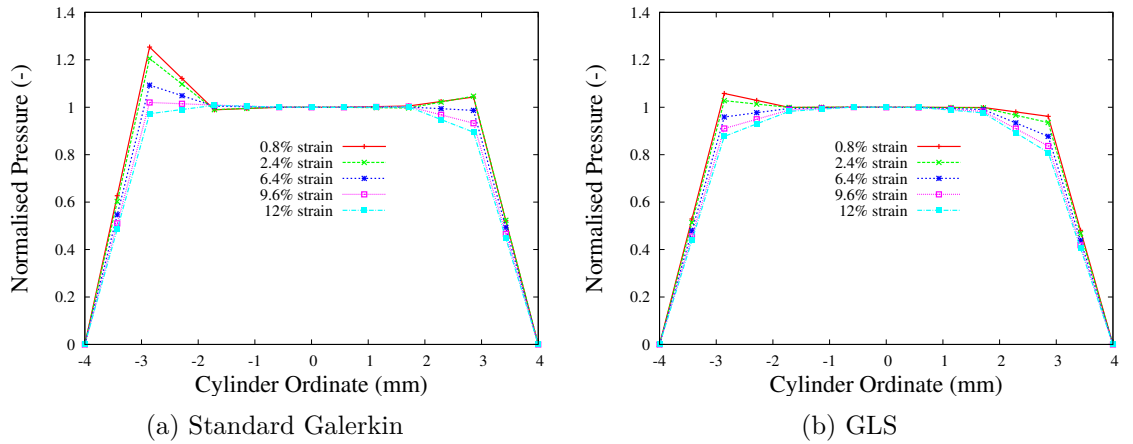 1.4
1.2
1
0.8
0.6
0.4
0.2
0
-4 -3 -2 -1 0 1 2 3 4
Normalised Pressure (-)
Cylinder Ordinate (mm)
0.8% strain
2.4% strain
6.4% strain
9.6% strain
12% strain
(a) Standard Galerkin
1.4
1.2
1
0.8
0.6
0.4
0.2
0
-4 -3 -2 -1 0 1 2 3 4
Normalised Pressure (-)
Cylinder Ordinate (mm)
0.8% strain
2.4% strain
6.4% strain
9.6% strain
12% strain
(b) GLS